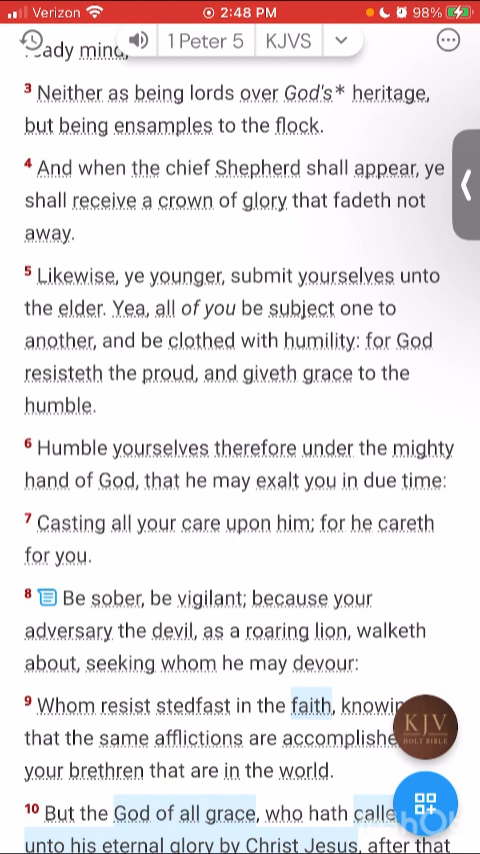 Verizon 2:48 PM 98%
1 Peter 5 KJVS
ready mind;
3 Neither as being lords over God's* heritage,
but being ensamples to the flock.
4 And when the chief Shepherd shall appear, ye
shall receive a crown of glory that fadeth not
away.
5 Likewise, ye younger, submit yourselves unto
the elder. Yea, all of you be subject one to
another, and be clothed with humility: for God
resisteth the proud, and giveth grace to the
humble.
6 Humble yourselves therefore under the mighty
hand of God, that he may exalt you in due time:
7 Casting all your care upon him; for he careth
for you.
8 Be sober, be vigilant; because your
adversary the devil, as a roaring lion, walketh
about, seeking whom he may devour:
9 Whom resist stedfast in the faith, knowin
that the same afflictions are accomplishe
your brethren that are in the world.
KJV
HOLY BIBLE
10 But the God of all grace, who hath calle
unto his eternal glory by Christ Jesus, after that